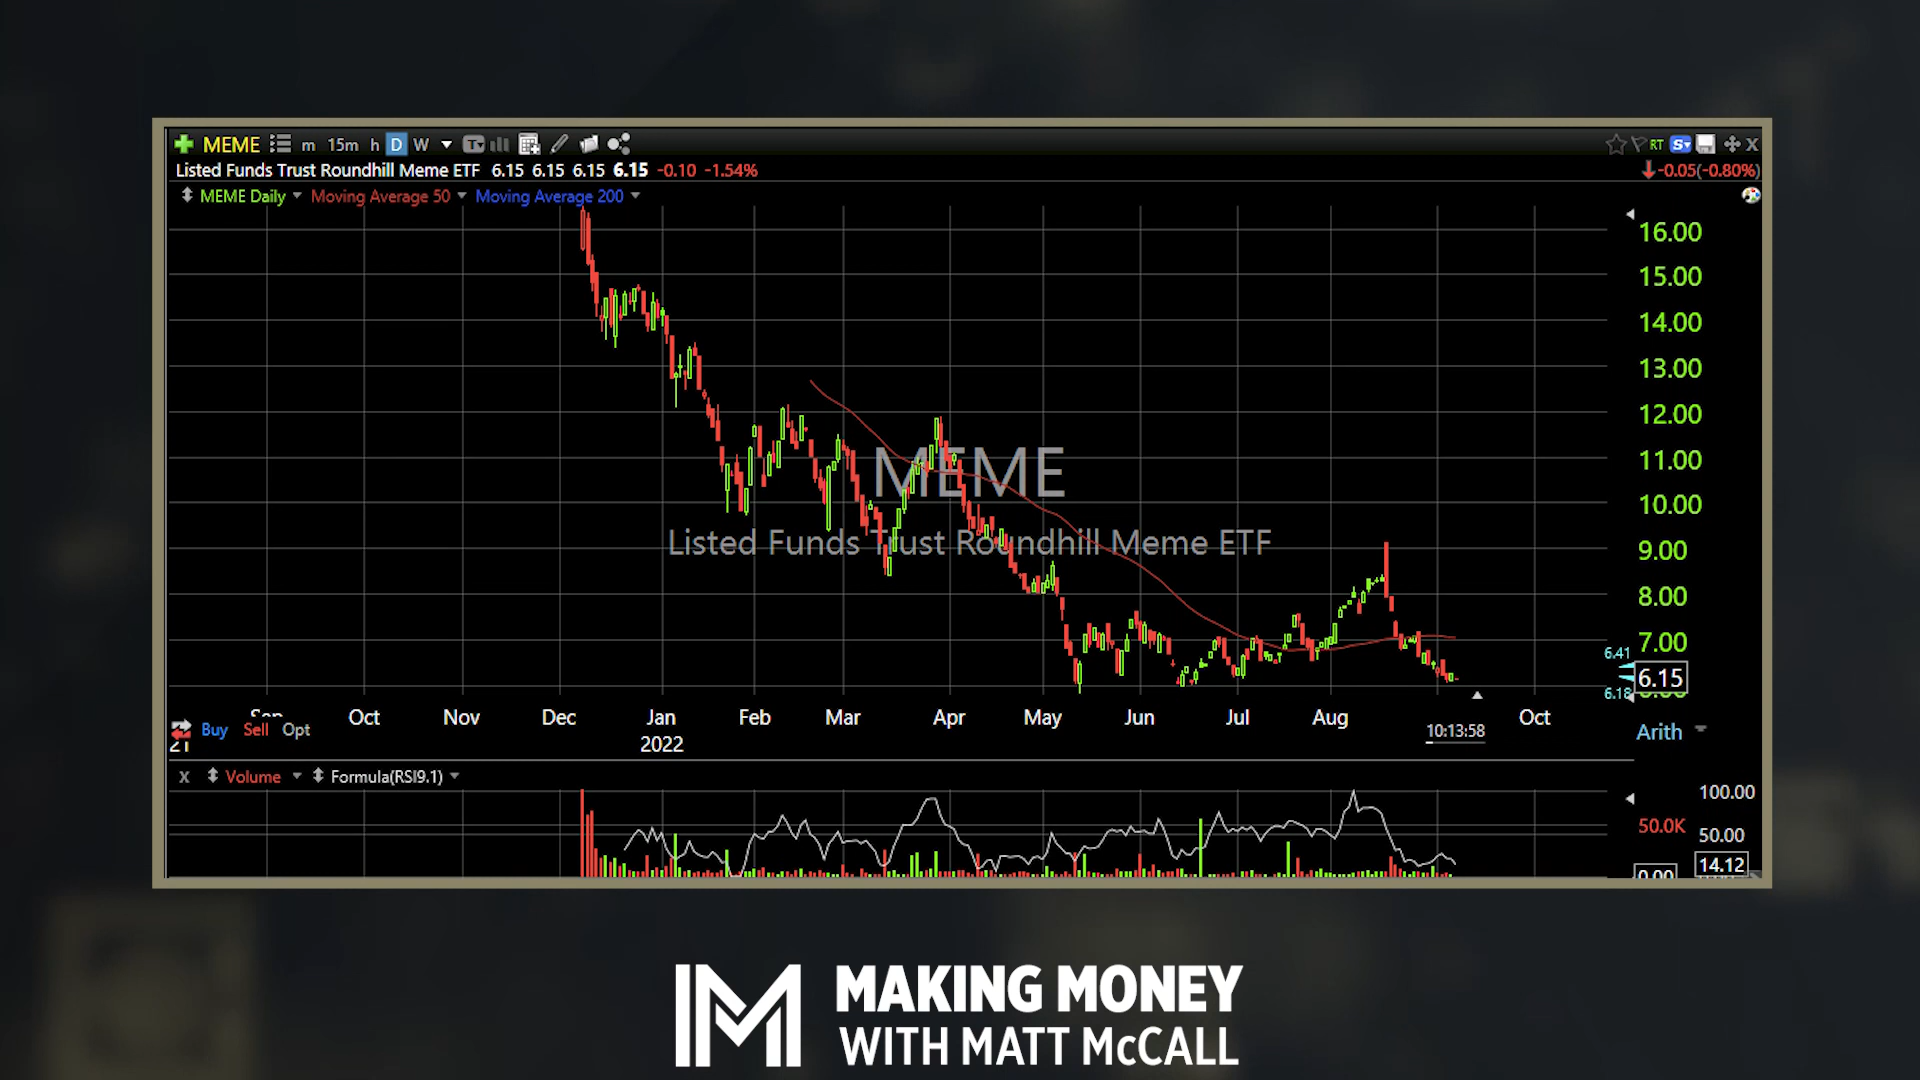 MEME m 15m h D W RT S
Listed Funds Trust Roundhill Meme ETF 6.15 6.15 6.15 6.15 -0.10 -1.54% -0.05(-0.80%)
MEME Daily Moving Average 50 Moving Average 200
16.00
15.00
14.00
13.00
12.00
11.00
10.00
9.00
8.00
7.00
MEME
Listed Funds Trust Roundhill Meme ETF
6.41
6.15
6.18
Sep Oct Nov Dec Jan Feb Mar Apr May Jun Jul Aug Oct
21 2022
Buy Sell Opt 10:13:58 Arith
X Volume Formula(RSI9.1)
100.00
50.0K 50.00
0.00 14.12
MAKING MONEY
WITH MATT McCALL